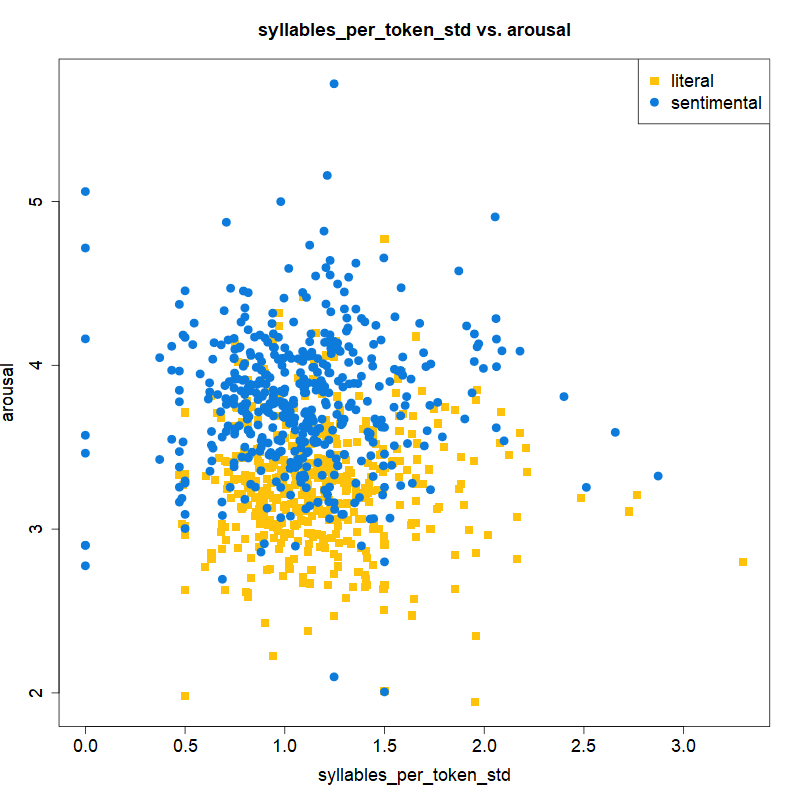 syllables_per_token_std vs. arousal
literal
sentimental
arousal
5
4
3
2
0.0 0.5 1.0 1.5 2.0 2.5 3.0
syllables_per_token_std